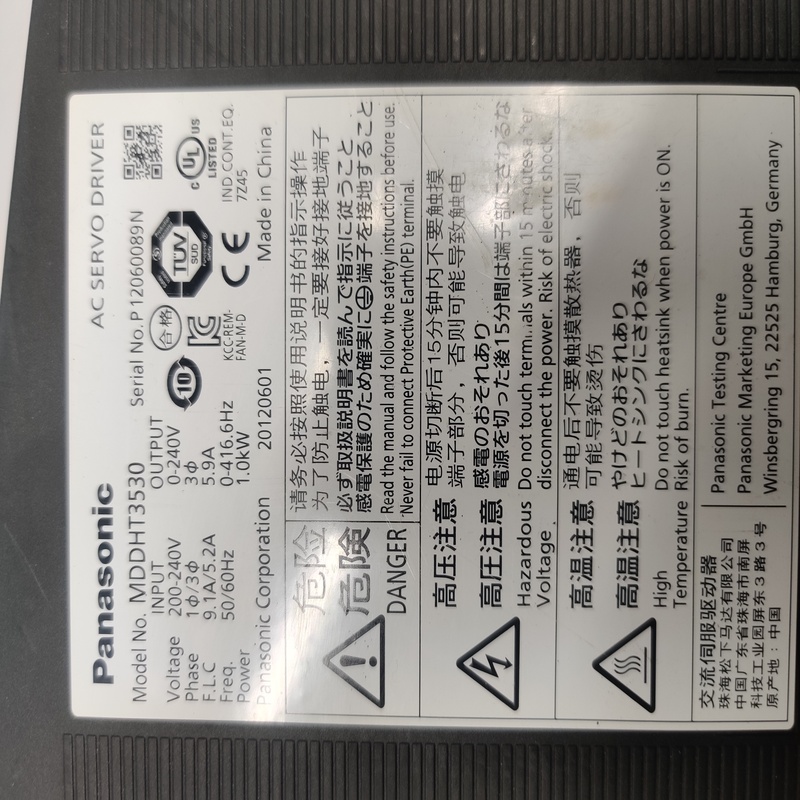 Panasonic AC SERVO DRIVER
Model No. MDDHT3530 Serial No. P12060089N
INPUT OUTPUT
Voltage 200-240V 0-240V
Phase 1ϕ/3ϕ 3ϕ
F.L.C 9.1A/5.2A 5.9A
Freq. 50/60Hz 0-416.6Hz
Power 1.0kW
Panasonic Corporation 20120601 Made in China
10
合格
KCC-REM-
FAN-M-D
TÜV
SUD
CE
C UL US
LISTED
IND.CONT.EQ.
7Z45
危险
危険
DANGER
请务必按照使用说明书的指示操作
为了防止触电，一定要接好接地端子
必ず取扱説明書を読んで指示に従うこと
感電保護のため確実に端子を接地すること
Read the manual and follow the safety instructions before use.
Never fail to connect Protective Earth(PE) terminal.
高压注意
高圧注意
Hazardous
Voltage
电源切断后15分钟内不要触摸
端子部分，否则可能导致触电
感電のおそれあり
電源を切った後15分間は端子部にさわるな
Do not touch terminals within 15 minutes after
disconnect the power. Risk of electric shock.
高温注意
高温注意
High
Temperature
通电后不要触摸散热器，否则
可能导致烫伤
やけどのおそれあり
ヒートシンクにさわるな
Do not touch heatsink when power is ON.
Risk of burn.
交流伺服驱动器
珠海松下马达有限公司
中国广东省珠海市南屏
科技工业园屏东3路3号
原产地：中国
Panasonic Testing Centre
Panasonic Marketing Europe GmbH
Winsbergring 15, 22525 Hamburg, Germany